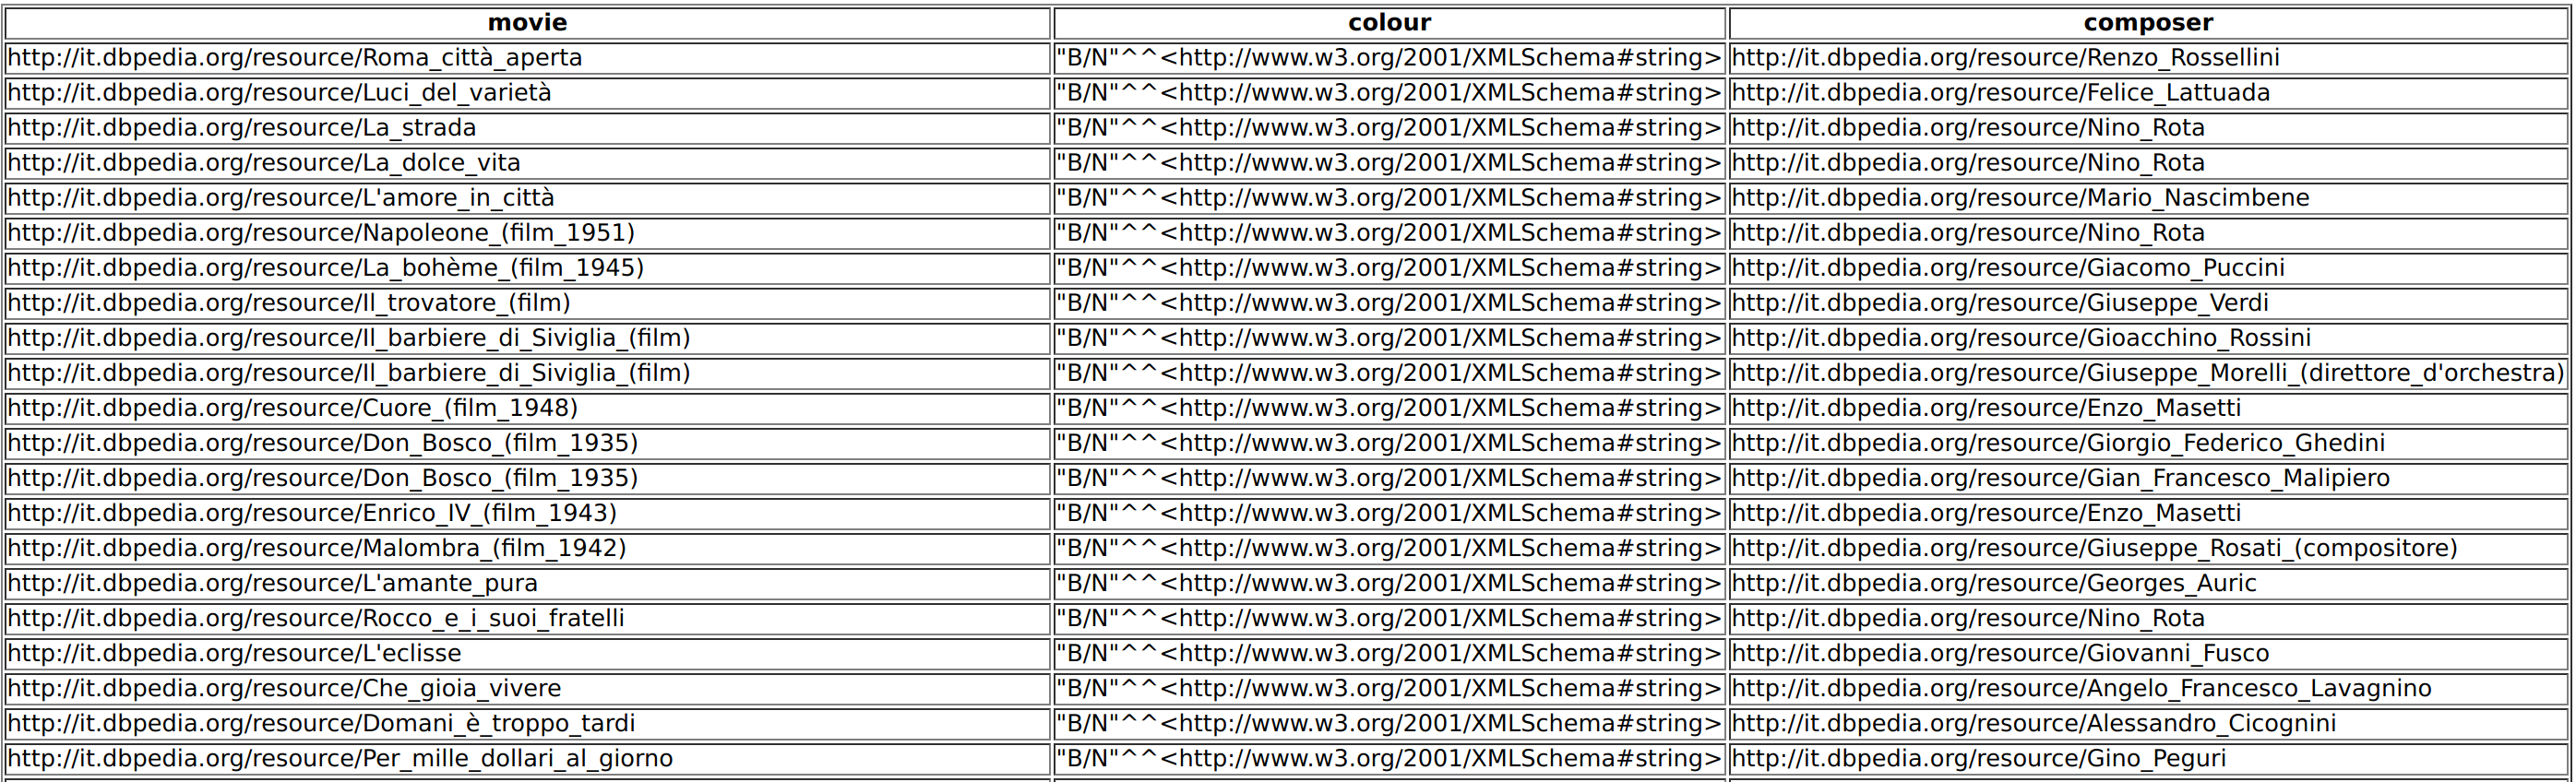 movie colour composer
http://it.dbpedia.org/resource/Roma_città_aperta "B/N"^^<http://www.w3.org/2001/XMLSchema#string> http://it.dbpedia.org/resource/Renzo_Rossellini
http://it.dbpedia.org/resource/Luci_del_varietà "B/N"^^<http://www.w3.org/2001/XMLSchema#string> http://it.dbpedia.org/resource/Felice_Lattuada
http://it.dbpedia.org/resource/La_strada "B/N"^^<http://www.w3.org/2001/XMLSchema#string> http://it.dbpedia.org/resource/Nino_Rota
http://it.dbpedia.org/resource/La_dolce_vita "B/N"^^<http://www.w3.org/2001/XMLSchema#string> http://it.dbpedia.org/resource/Nino_Rota
http://it.dbpedia.org/resource/L'amore_in_città "B/N"^^<http://www.w3.org/2001/XMLSchema#string> http://it.dbpedia.org/resource/Mario_Nascimbene
http://it.dbpedia.org/resource/Napoleone_(film_1951) "B/N"^^<http://www.w3.org/2001/XMLSchema#string> http://it.dbpedia.org/resource/Nino_Rota
http://it.dbpedia.org/resource/La_bohème_(film_1945) "B/N"^^<http://www.w3.org/2001/XMLSchema#string> http://it.dbpedia.org/resource/Giacomo_Puccini
http://it.dbpedia.org/resource/Il_trovatore_(film) "B/N"^^<http://www.w3.org/2001/XMLSchema#string> http://it.dbpedia.org/resource/Giuseppe_Verdi
http://it.dbpedia.org/resource/Il_barbiere_di_Siviglia_(film) "B/N"^^<http://www.w3.org/2001/XMLSchema#string> http://it.dbpedia.org/resource/Gioacchino_Rossini
http://it.dbpedia.org/resource/Il_barbiere_di_Siviglia_(film) "B/N"^^<http://www.w3.org/2001/XMLSchema#string> http://it.dbpedia.org/resource/Giuseppe_Morelli_(direttore_d'orchestra)
http://it.dbpedia.org/resource/Cuore_(film_1948) "B/N"^^<http://www.w3.org/2001/XMLSchema#string> http://it.dbpedia.org/resource/Enzo_Masetti
http://it.dbpedia.org/resource/Don_Bosco_(film_1935) "B/N"^^<http://www.w3.org/2001/XMLSchema#string> http://it.dbpedia.org/resource/Giorgio_Federico_Ghedini
http://it.dbpedia.org/resource/Don_Bosco_(film_1935) "B/N"^^<http://www.w3.org/2001/XMLSchema#string> http://it.dbpedia.org/resource/Gian_Francesco_Malipiero
http://it.dbpedia.org/resource/Enrico_IV_(film_1943) "B/N"^^<http://www.w3.org/2001/XMLSchema#string> http://it.dbpedia.org/resource/Enzo_Masetti
http://it.dbpedia.org/resource/Malombra_(film_1942) "B/N"^^<http://www.w3.org/2001/XMLSchema#string> http://it.dbpedia.org/resource/Giuseppe_Rosati_(compositore)
http://it.dbpedia.org/resource/L'amante_pura "B/N"^^<http://www.w3.org/2001/XMLSchema#string> http://it.dbpedia.org/resource/Georges_Auric
http://it.dbpedia.org/resource/Rocco_e_i_suoi_fratelli "B/N"^^<http://www.w3.org/2001/XMLSchema#string> http://it.dbpedia.org/resource/Nino_Rota
http://it.dbpedia.org/resource/L'eclisse "B/N"^^<http://www.w3.org/2001/XMLSchema#string> http://it.dbpedia.org/resource/Giovanni_Fusco
http://it.dbpedia.org/resource/Che_gioia_vivere "B/N"^^<http://www.w3.org/2001/XMLSchema#string> http://it.dbpedia.org/resource/Angelo_Francesco_Lavagnino
http://it.dbpedia.org/resource/Domani_è_troppo_tardi "B/N"^^<http://www.w3.org/2001/XMLSchema#string> http://it.dbpedia.org/resource/Alessandro_Cicognini
http://it.dbpedia.org/resource/Per_mille_dollari_al_giorno "B/N"^^<http://www.w3.org/2001/XMLSchema#string> http://it.dbpedia.org/resource/Gino_Peguri